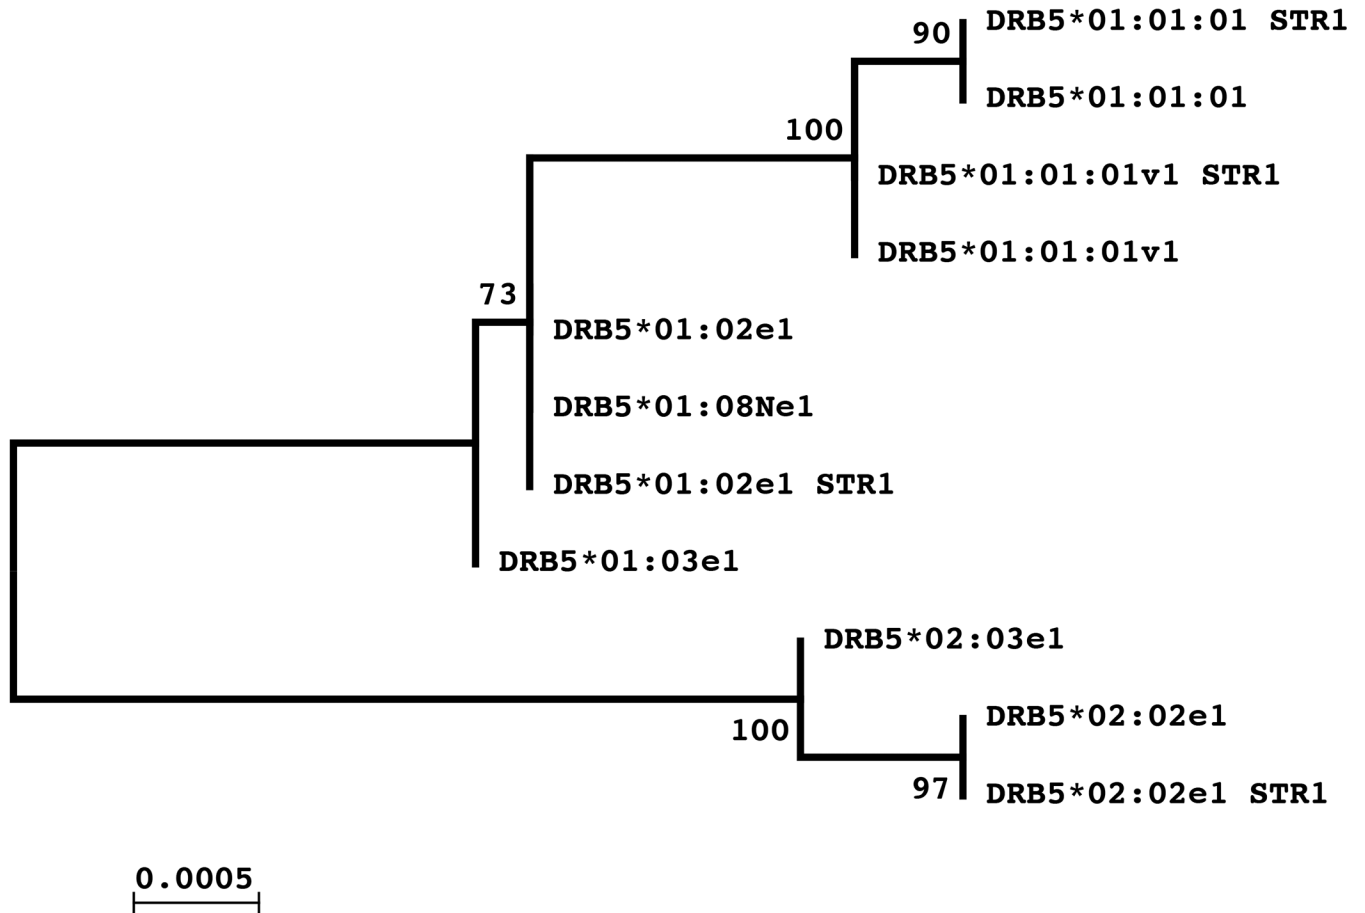 DRB5*01:01:01 STR1
90
DRB5*01:01:01
100
DRB5*01:01:01v1 STR1
DRB5*01:01:01v1
73
DRB5*01:02e1
DRB5*01:08Ne1
DRB5*01:02e1 STR1
DRB5*01:03e1
DRB5*02:03e1
DRB5*02:02e1
100
97
DRB5*02:02e1 STR1
0.0005